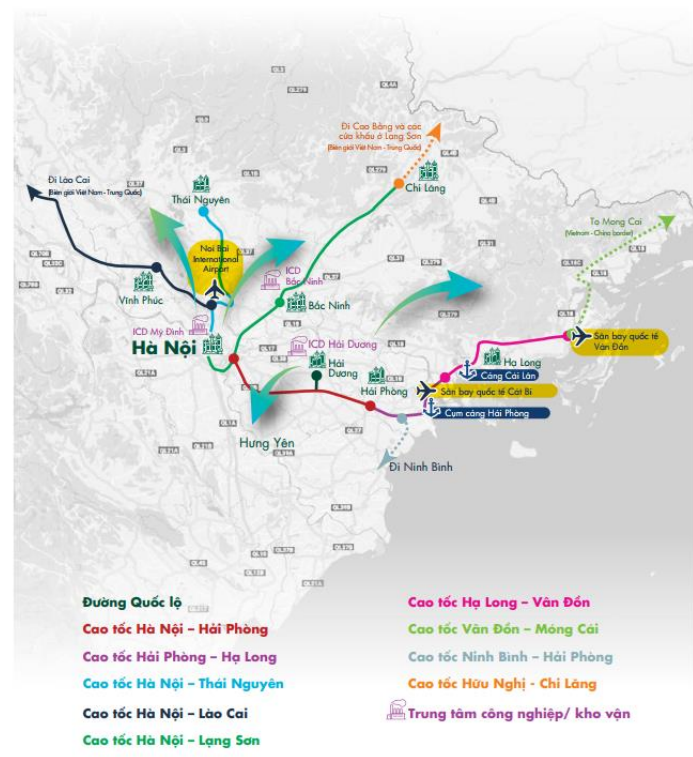 Đi Cao Bằng và các
cửa khẩu ở Lạng Sơn
(Biên giới Việt Nam - Trung Quốc)
Đi Lào Cai
(Biên giới Việt Nam - Trung Quốc)
Thái Nguyên
Chi Lăng
To Mong Cai
(Vietnam - China border)
Noi Bai
International
Airport
ICD
Bắc Ninh
Vĩnh Phúc
Bắc Ninh
ICD Mỹ Đình
Hà Nội
ICD Hải Dương
Hải
Dương
Hạ Long
Sân bay quốc tế
Vân Đồn
Cảng Cái Lân
Hải Phòng
Sân bay quốc tế Cát Bi
Cụm cảng Hải Phòng
Hưng Yên
Đi Ninh Bình
Đường Quốc lộ
Cao tốc Hà Nội – Hải Phòng
Cao tốc Hải Phòng – Hạ Long
Cao tốc Hà Nội – Thái Nguyên
Cao tốc Hà Nội – Lào Cai
Cao tốc Hà Nội – Lạng Sơn
Cao tốc Hạ Long – Vân Đồn
Cao tốc Vân Đồn – Móng Cái
Cao tốc Ninh Bình – Hải Phòng
Cao tốc Hữu Nghị - Chi Lăng
Trung tâm công nghiệp/ kho vận